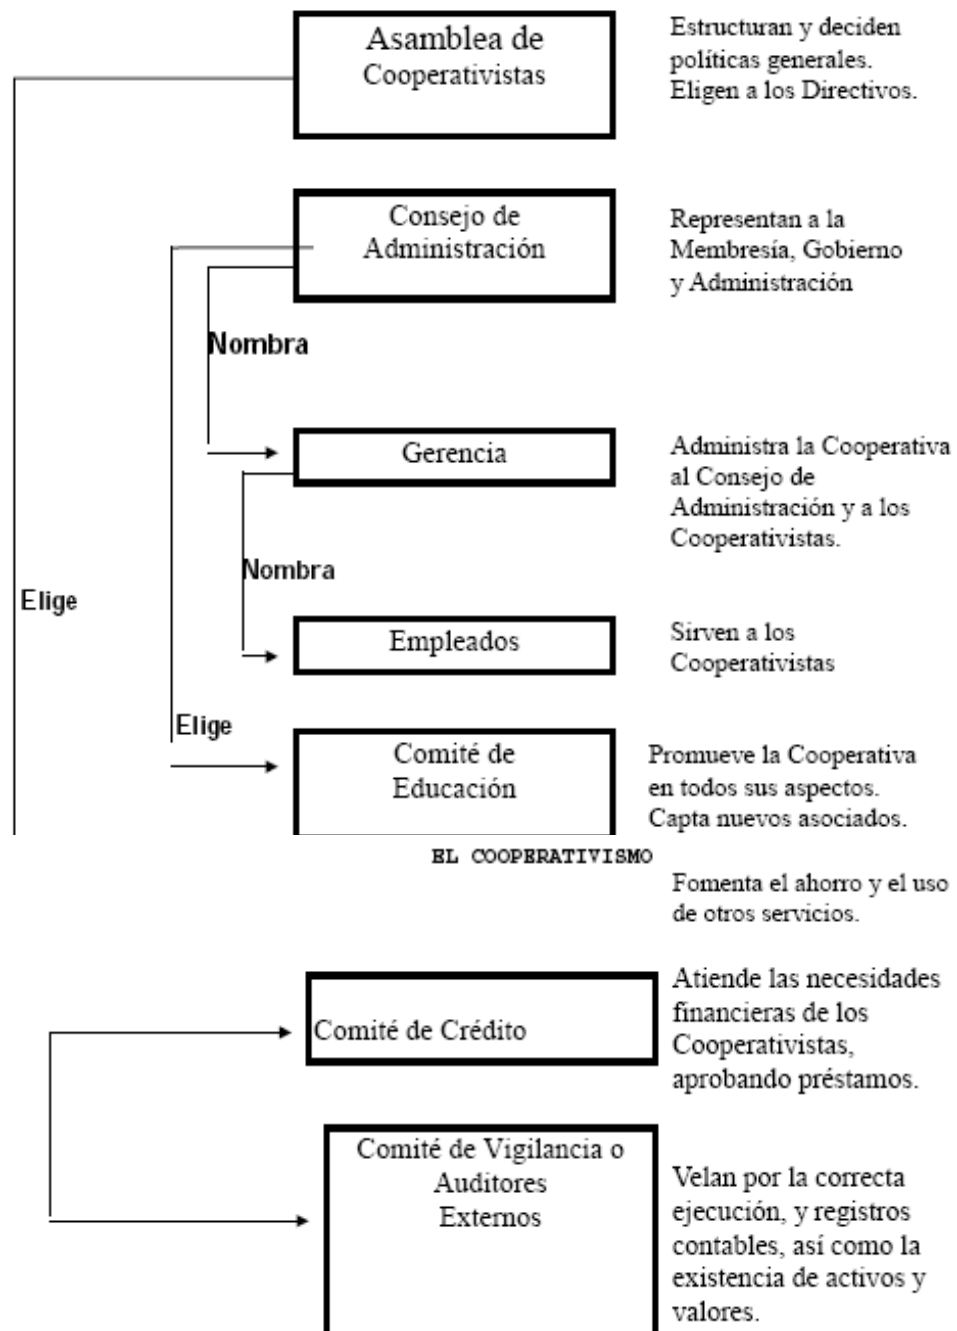 Asamblea de
Cooperativistas
Estructuran y deciden
políticas generales.
Eligen a los Directivos.
Consejo de
Administración
Representan a la
Membresía, Gobierno
y Administración
Nombra
Gerencia
Administra la Cooperativa
al Consejo de
Administración y a los
Cooperativistas.
Nombra
Elige
Empleados
Sirven a los
Cooperativistas
Elige
Comité de
Educación
Promueve la Cooperativa
en todos sus aspectos.
Capta nuevos asociados.
EL COOPERATIVISMO
Fomenta el ahorro y el uso
de otros servicios.
Comité de Crédito
Atiende las necesidades
financieras de los
Cooperativistas,
aprobando préstamos.
Comité de Vigilancia o
Auditores
Externos
Velan por la correcta
ejecución, y registros
contables, así como la
existencia de activos y
valores.